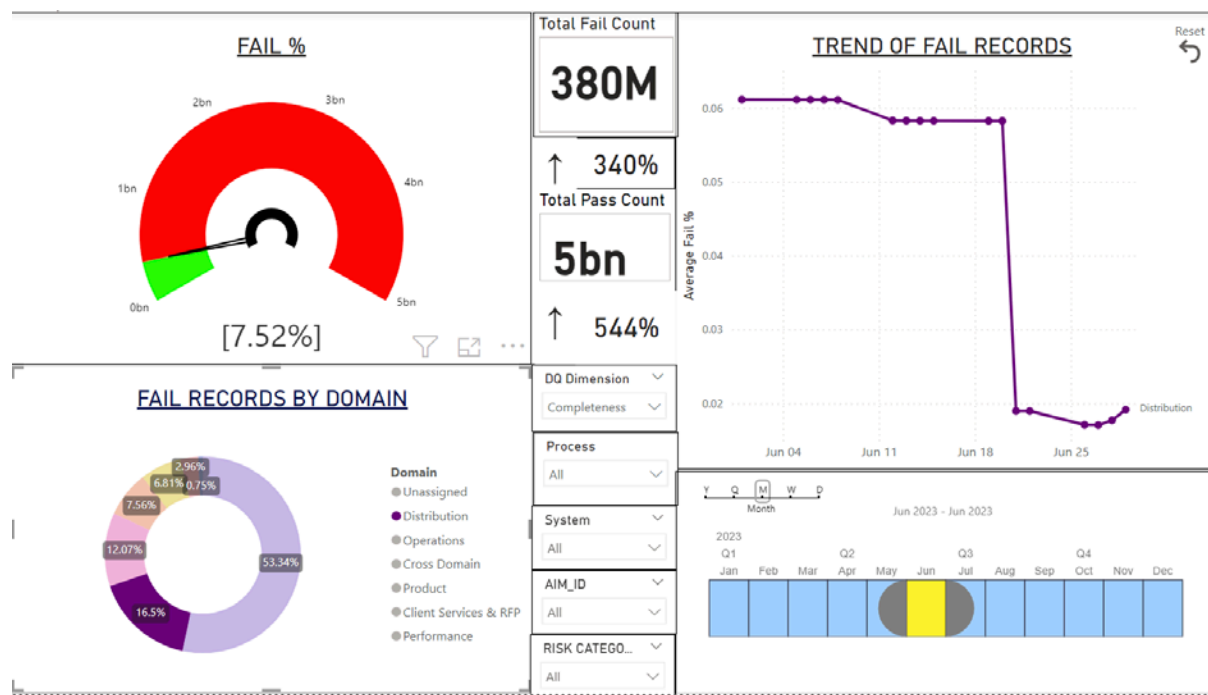 FAIL %
2bn
3bn
1bn
4bn
0bn
5bn
[7.52%]
Total Fail Count
380M
↑ 340%
Total Pass Count
5bn
↑ 544%
TREND OF FAIL RECORDS
Reset
Average Fail %
0.06
0.05
0.04
0.03
0.02
Distribution
Jun 04 Jun 11 Jun 18 Jun 25
FAIL RECORDS BY DOMAIN
2.96%
6.81% 0.75%
7.56%
12.07%
53.34%
16.5%
Domain
Unassigned
Distribution
Operations
Cross Domain
Product
Client Services & RFP
Performance
DQ Dimension
Completeness
Process
All
System
All
AIM_ID
All
RISK CATEGO...
All
Y Q M W D
Month
Jun 2023 - Jun 2023
2023
Q1 Q2 Q3 Q4
Jan Feb Mar Apr May Jun Jul Aug Sep Oct Nov Dec